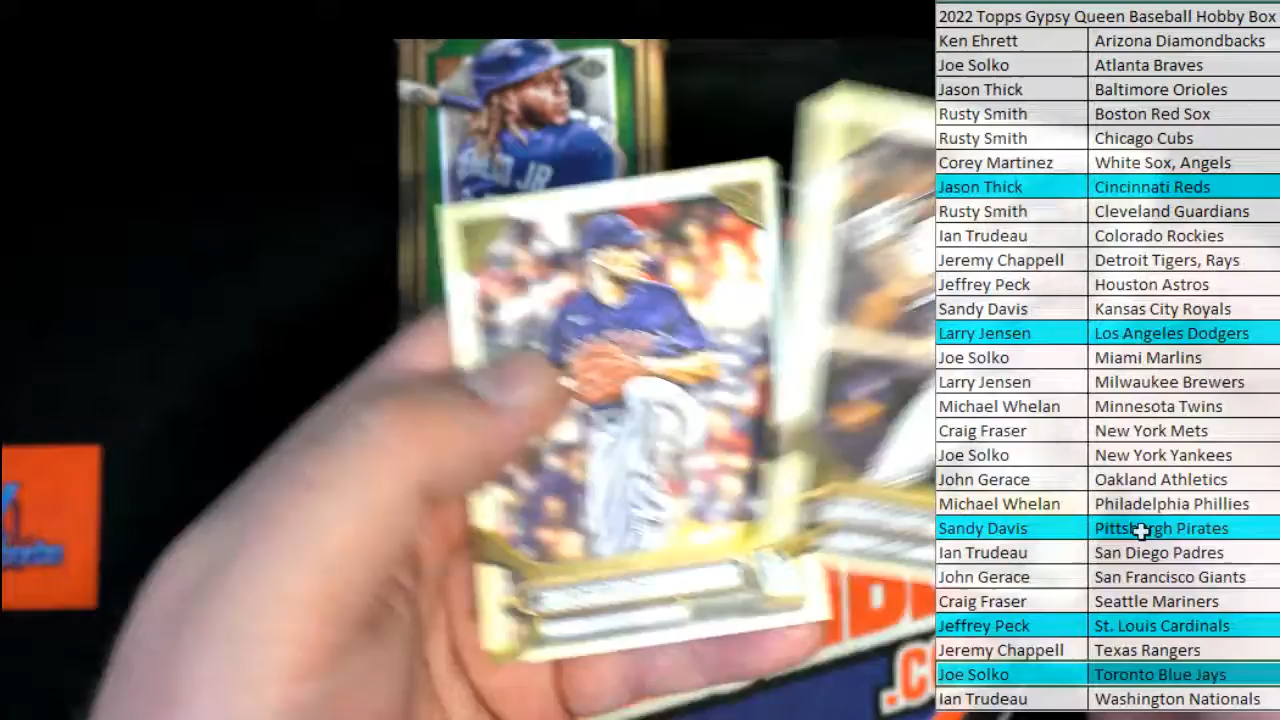 2022 Topps Gypsy Queen Baseball Hobby Box
Ken Ehrett Arizona Diamondbacks
Joe Solko Atlanta Braves
Jason Thick Baltimore Orioles
Rusty Smith Boston Red Sox
Rusty Smith Chicago Cubs
Corey Martinez White Sox, Angels
Jason Thick Cincinnati Reds
Rusty Smith Cleveland Guardians
Ian Trudeau Colorado Rockies
Jeremy Chappell Detroit Tigers, Rays
Jeffrey Peck Houston Astros
Sandy Davis Kansas City Royals
Larry Jensen Los Angeles Dodgers
Joe Solko Miami Marlins
Larry Jensen Milwaukee Brewers
Michael Whelan Minnesota Twins
Craig Fraser New York Mets
Joe Solko New York Yankees
John Gerace Oakland Athletics
Michael Whelan Philadelphia Phillies
Sandy Davis Pittsburgh Pirates
Ian Trudeau San Diego Padres
John Gerace San Francisco Giants
Craig Fraser Seattle Mariners
Jeffrey Peck St. Louis Cardinals
Jeremy Chappell Texas Rangers
Joe Solko Toronto Blue Jays
Ian Trudeau Washington Nationals
JR
.C